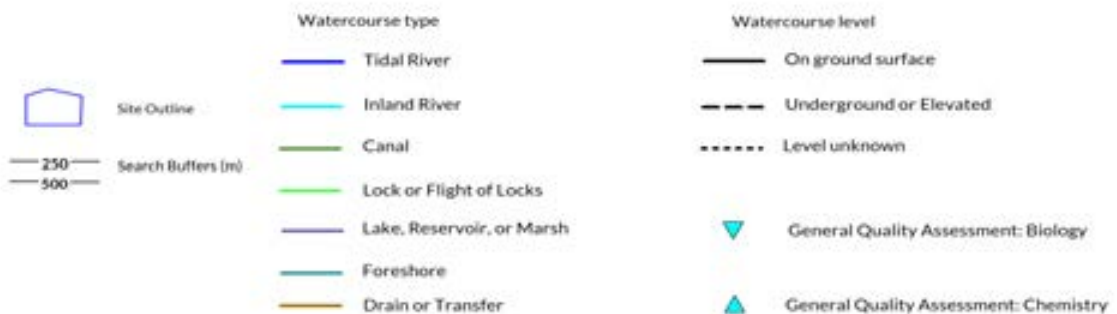 Watercourse type
Watercourse level
Tidal River
On ground surface
Site Outline
Inland River
Underground or Elevated
Canal
Level unknown
250
500
Search Buffers (m)
Lock or Flight of Locks
Lake, Reservoir, or Marsh
General Quality Assessment: Biology
Foreshore
Drain or Transfer
General Quality Assessment: Chemistry